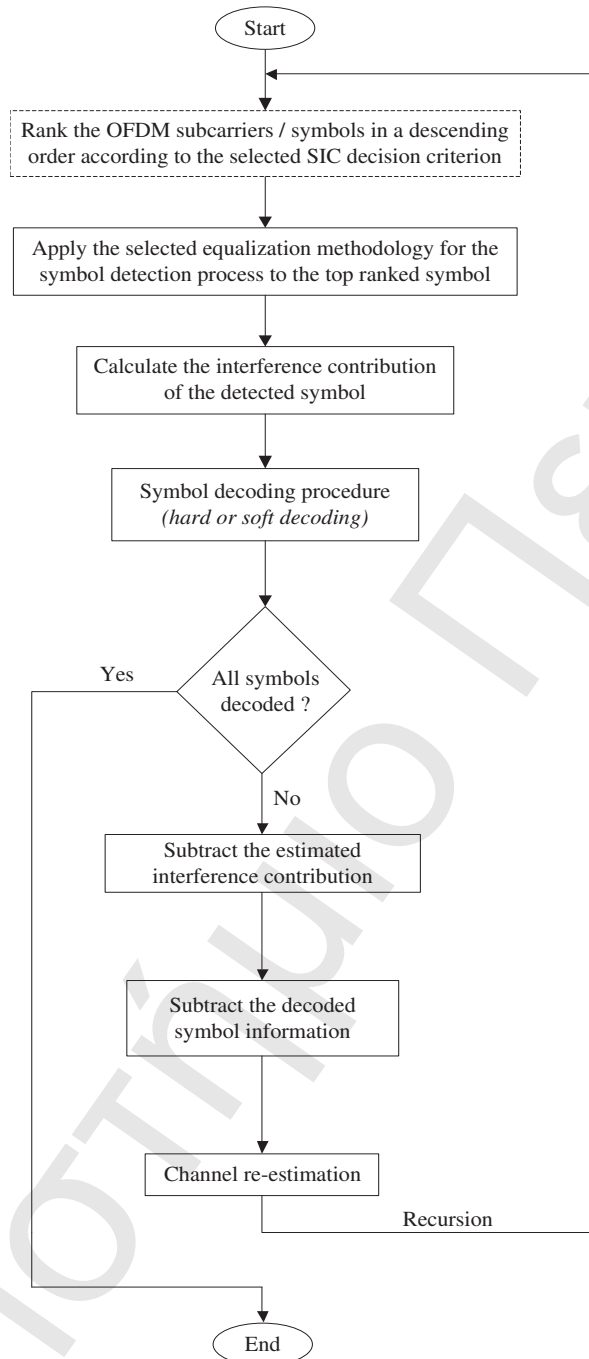 Start
Rank the OFDM subcarriers / symbols in a descending
order according to the selected SIC decision criterion
Apply the selected equalization methodology for the
symbol detection process to the top ranked symbol
Calculate the interference contribution
of the detected symbol
Symbol decoding procedure
(hard or soft decoding)
Yes
All symbols
decoded ?
No
Subtract the estimated
interference contribution
Subtract the decoded
symbol information
Channel re-estimation
Recursion
End